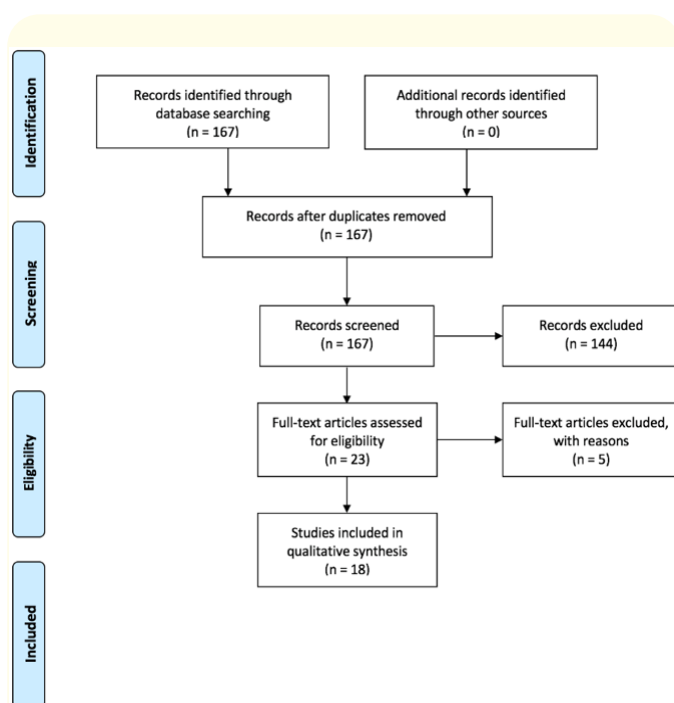 Identification
Records identified through
database searching
(n = 167)
Additional records identified
through other sources
(n = 0)
Records after duplicates removed
(n = 167)
Screening
Records screened
(n = 167)
Records excluded
(n = 144)
Eligibility
Full-text articles assessed
for eligibility
(n = 23)
Full-text articles excluded,
with reasons
(n = 5)
Studies included in
qualitative synthesis
(n = 18)
Included